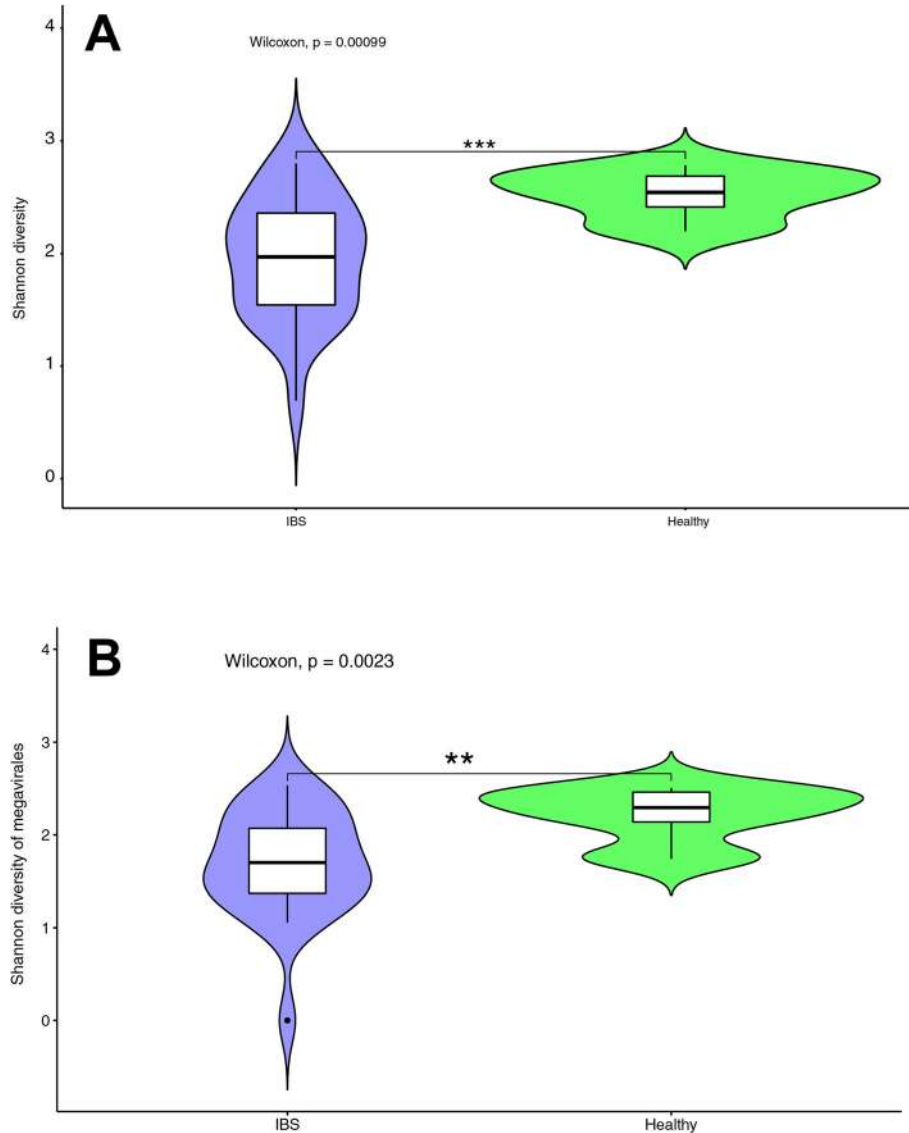 A
Wilcoxon, p = 0.00099
***
4
3
2
1
0
Shannon diversity
IBS
Healthy
B
Wilcoxon, p = 0.0023
**
4
3
2
1
0
Shannon diversity of megavirales
IBS
Healthy